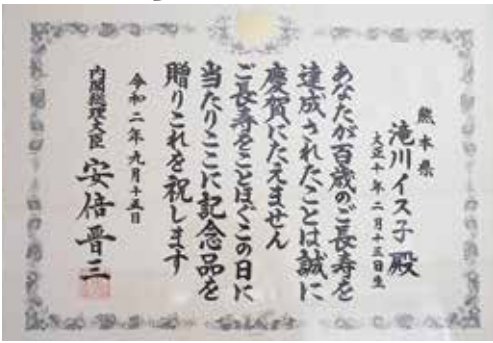 熊本県
滝川イス子殿
大正十年二月十三日生
あなたが百歳のご長寿を
達成されたことは誠に
慶賀にたえません
ご長寿をことほぐこの日に
当たりここに記念品を
贈りこれを祝します
令和二年九月十五日
内閣総理大臣 安倍晋三